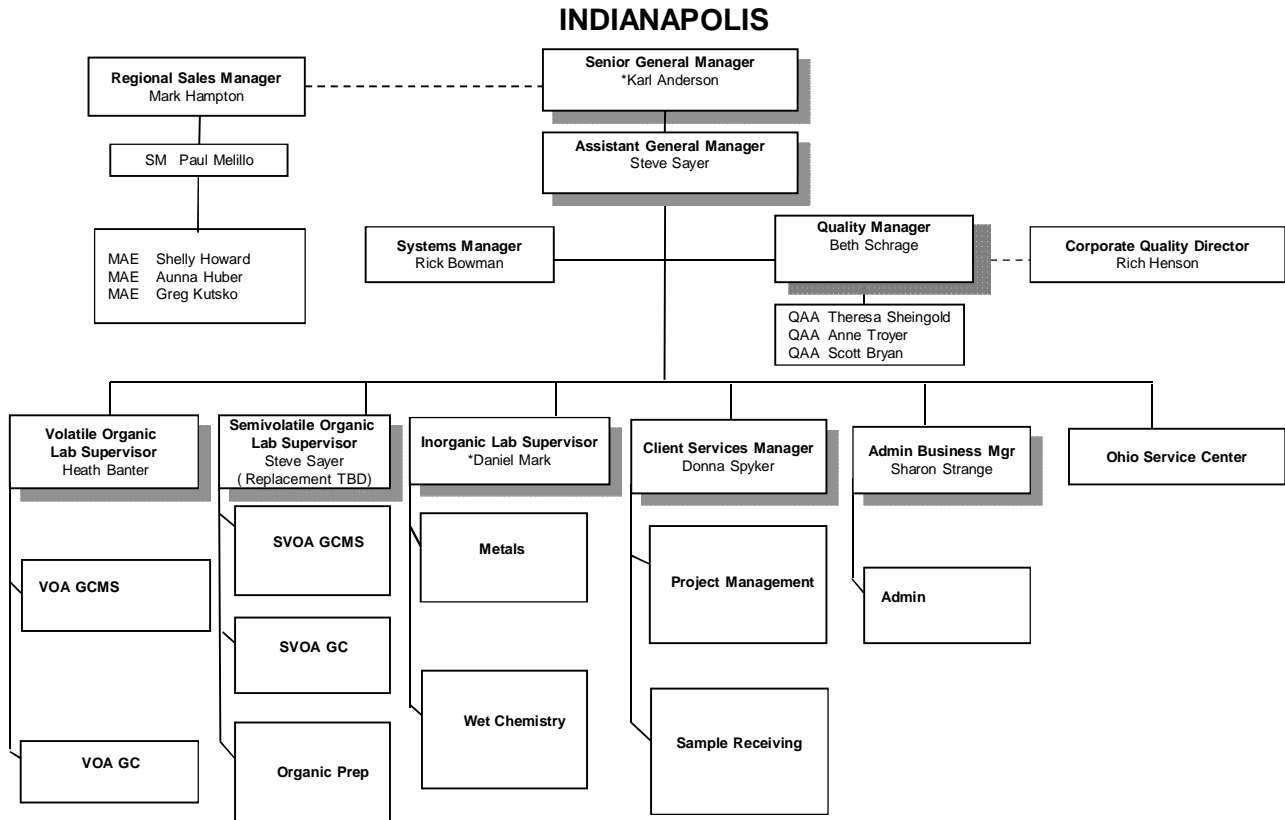 INDIANAPOLIS
Regional Sales Manager
Mark Hampton
Senior General Manager
*Karl Anderson
SM Paul Melillo
Assistant General Manager
Steve Sayer
MAE Shelly Howard
MAE Aunna Huber
MAE Greg Kutsko
Systems Manager
Rick Bowman
Quality Manager
Beth Schrage
Corporate Quality Director
Rich Henson
QAA Theresa Sheingold
QAA Anne Troyer
QAA Scott Bryan
Volatile Organic
Lab Supervisor
Heath Banter
Semivolatile Organic
Lab Supervisor
Steve Sayer
( Replacement TBD)
Inorganic Lab Supervisor
*Daniel Mark
Client Services Manager
Donna Spyker
Admin Business Mgr
Sharon Strange
Ohio Service Center
VOA GCMS
VOA GC
SVOA GCMS
SVOA GC
Organic Prep
Metals
Wet Chemistry
Project Management
Sample Receiving
Admin